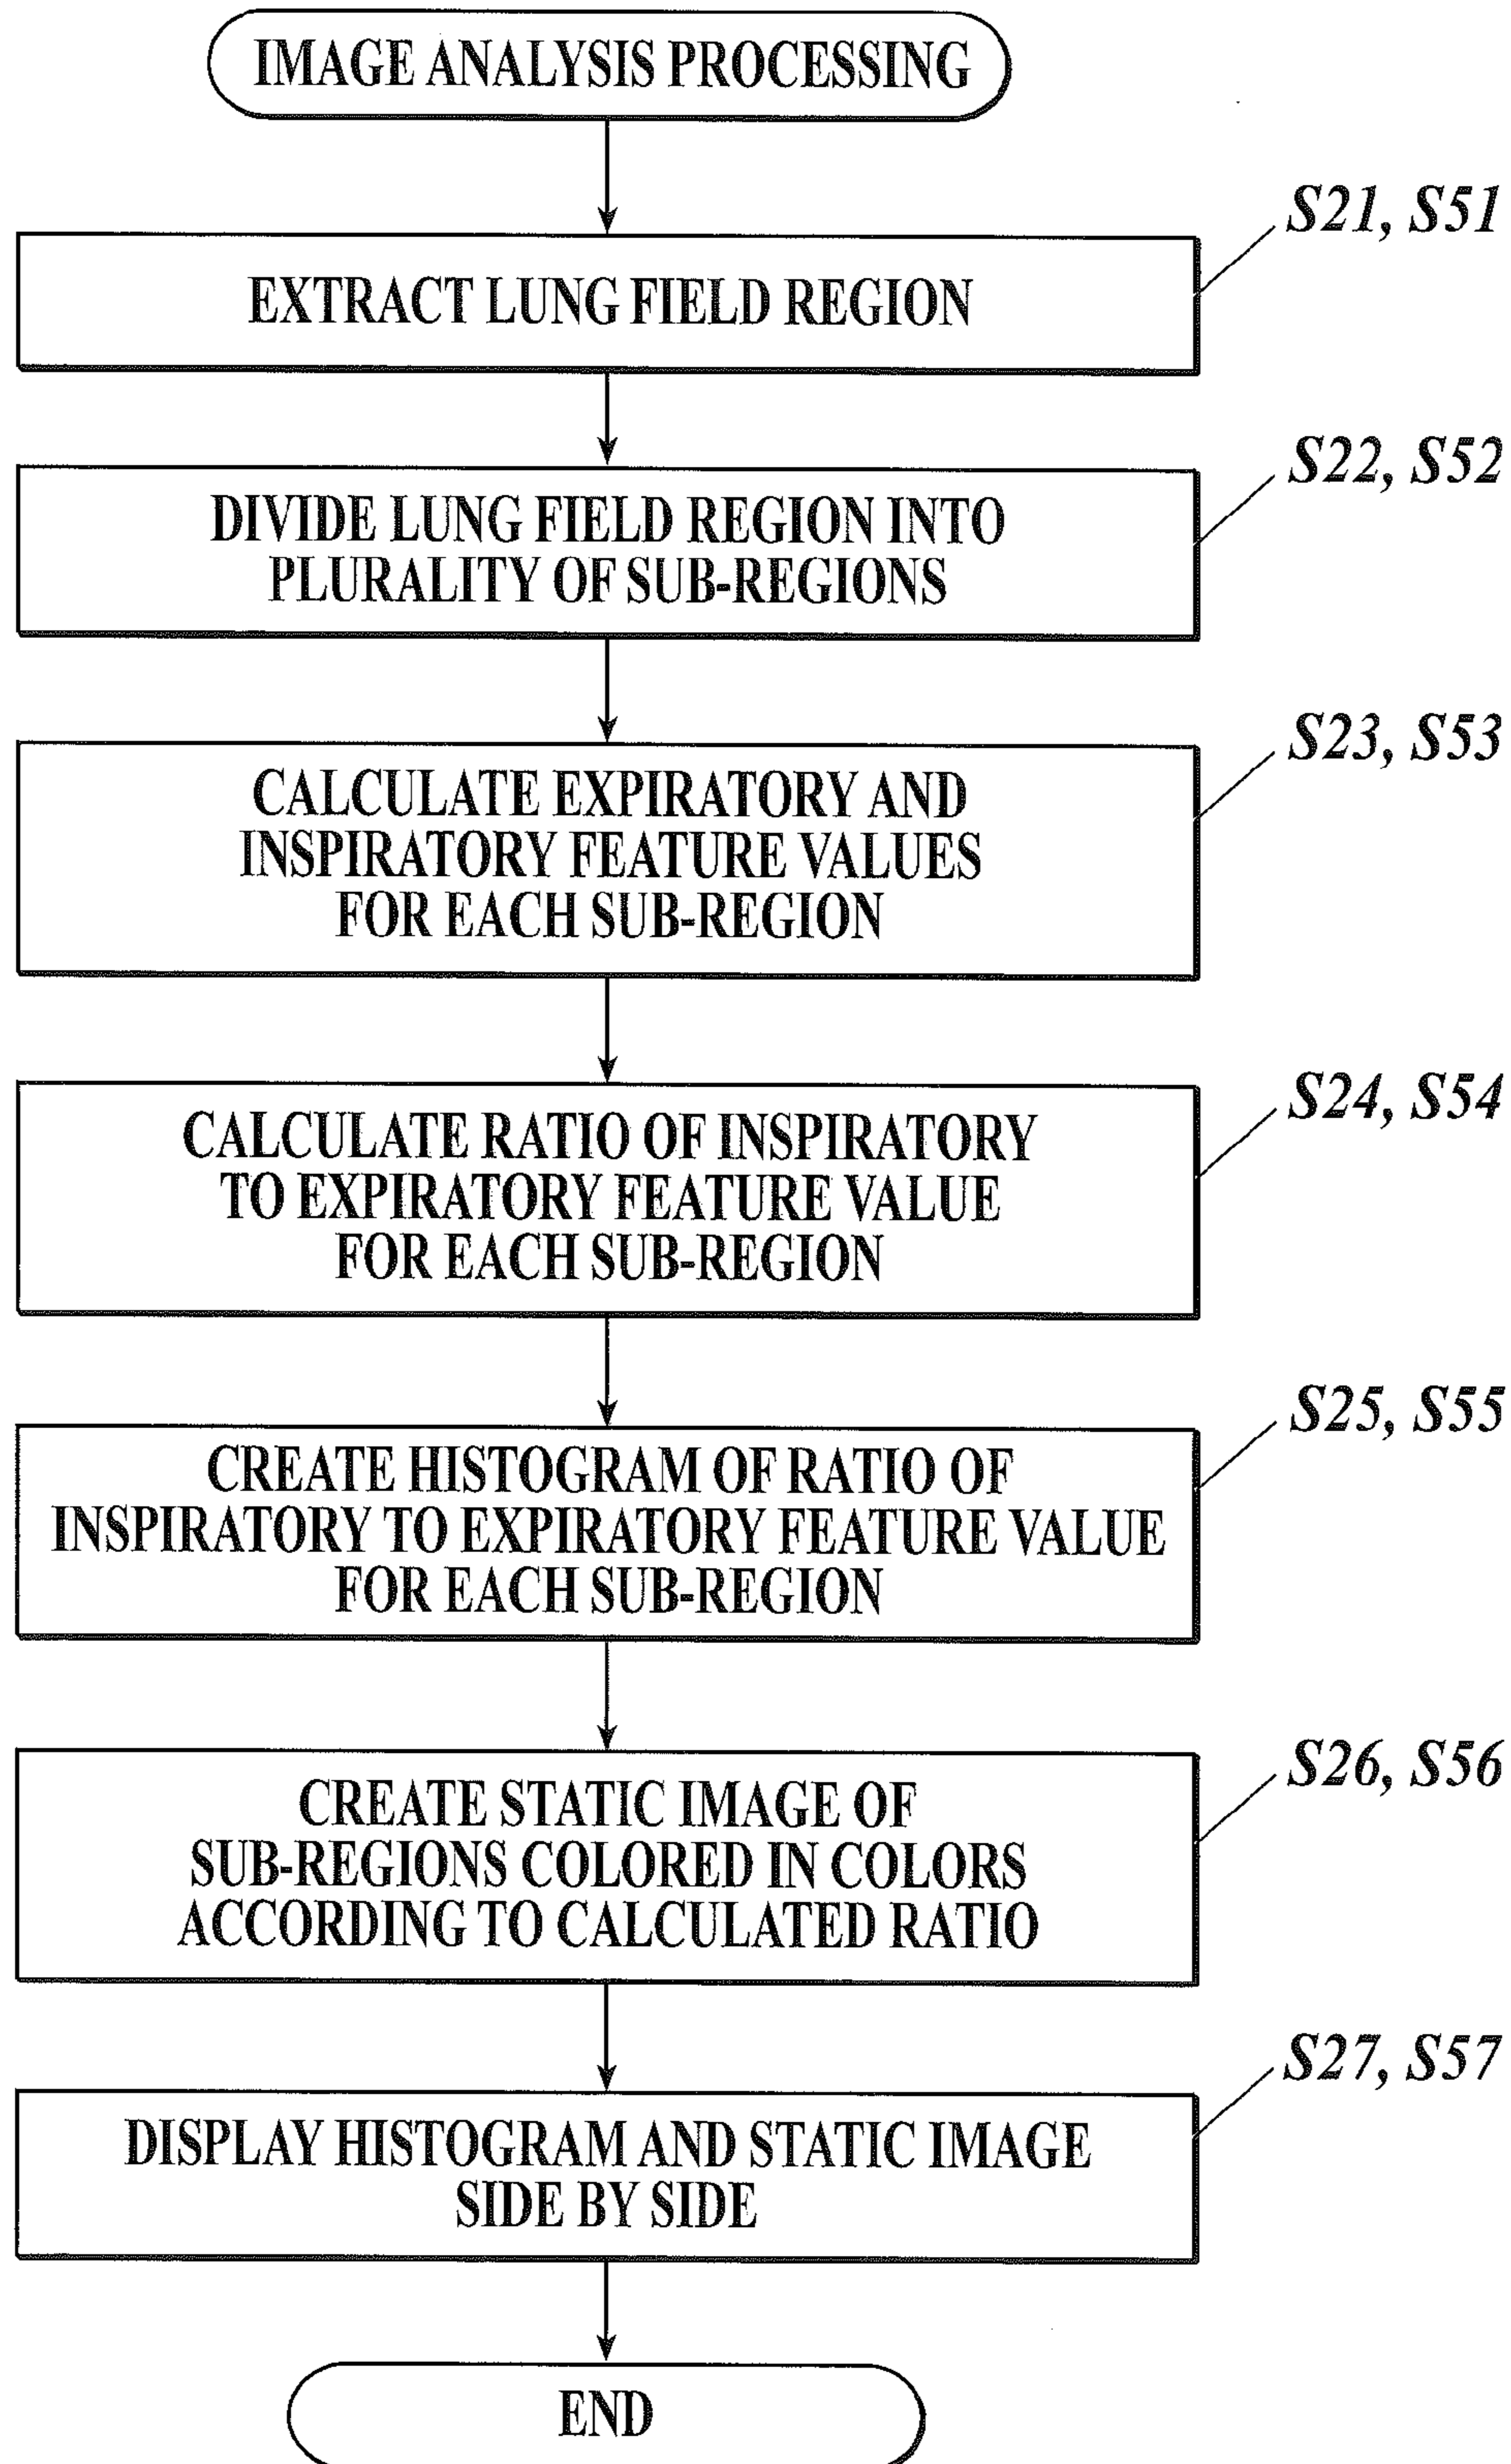 IMAGE ANALYSIS PROCESSING
S21, S51
EXTRACT LUNG FIELD REGION
S22, S52
DIVIDE LUNG FIELD REGION INTO
PLURALITY OF SUB-REGIONS
S23, S53
CALCULATE EXPIRATORY AND
INSPIRATORY FEATURE VALUES
FOR EACH SUB-REGION
S24, S54
CALCULATE RATIO OF INSPIRATORY
TO EXPIRATORY FEATURE VALUE
FOR EACH SUB-REGION
S25, S55
CREATE HISTOGRAM OF RATIO OF
INSPIRATORY TO EXPIRATORY FEATURE VALUE
FOR EACH SUB-REGION
S26, S56
CREATE STATIC IMAGE OF
SUB-REGIONS COLORED IN COLORS
ACCORDING TO CALCULATED RATIO
S27, S57
DISPLAY HISTOGRAM AND STATIC IMAGE
SIDE BY SIDE
END